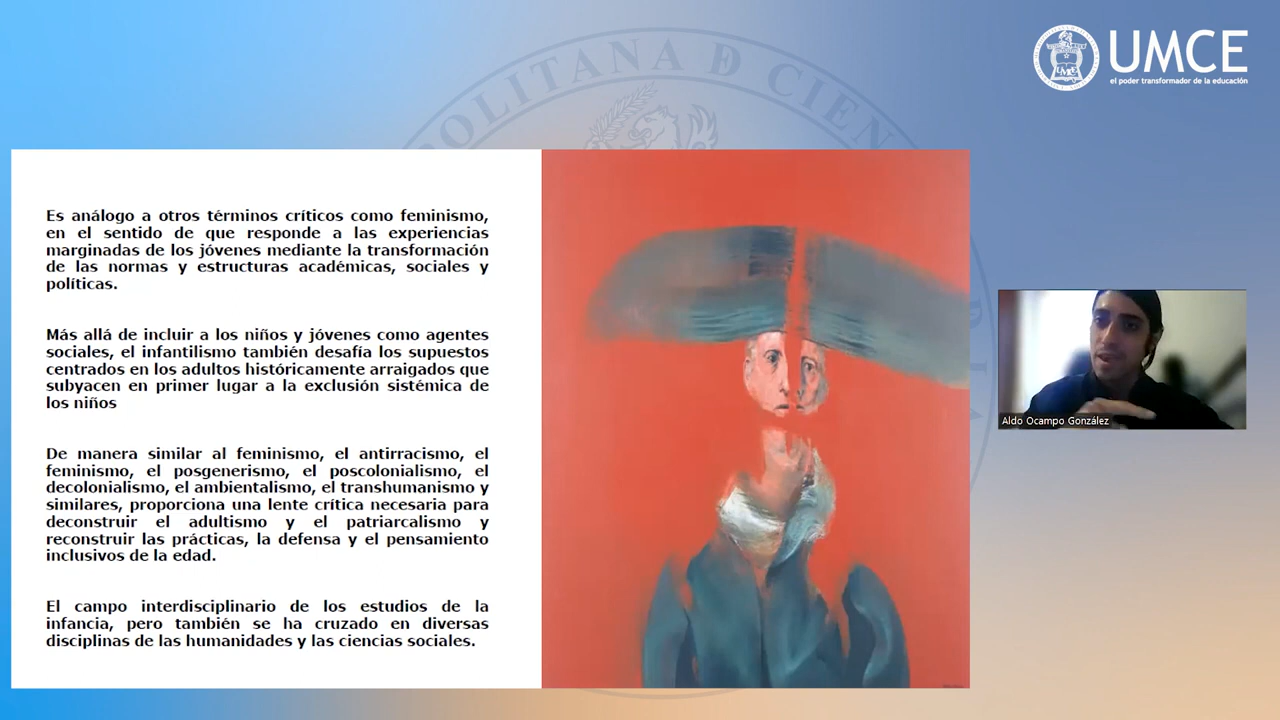 POLITANA D CIEN
UMCE
el poder transformador de la educación
Es análogo a otros términos críticos como feminismo,
en el sentido de que responde a las experiencias
marginadas de los jóvenes mediante la transformación
de las normas y estructuras académicas, sociales y
políticas.
Más allá de incluir a los niños y jóvenes como agentes
sociales, el infantilismo también desafía los supuestos
centrados en los adultos históricamente arraigados que
subyacen en primer lugar a la exclusión sistémica de
los niños
De manera similar al feminismo, el antirracismo, el
feminismo, el posgenerismo, el poscolonialismo, el
decolonialismo, el ambientalismo, el transhumanismo y
similares, proporciona una lente crítica necesaria para
deconstruir el adultismo y el patriarcalismo y
reconstruir las prácticas, la defensa y el pensamiento
inclusivos de la edad.
El campo interdisciplinario de los estudios de la
infancia, pero también se ha cruzado en diversas
disciplinas de las humanidades y las ciencias sociales.
Aldo Ocampo González